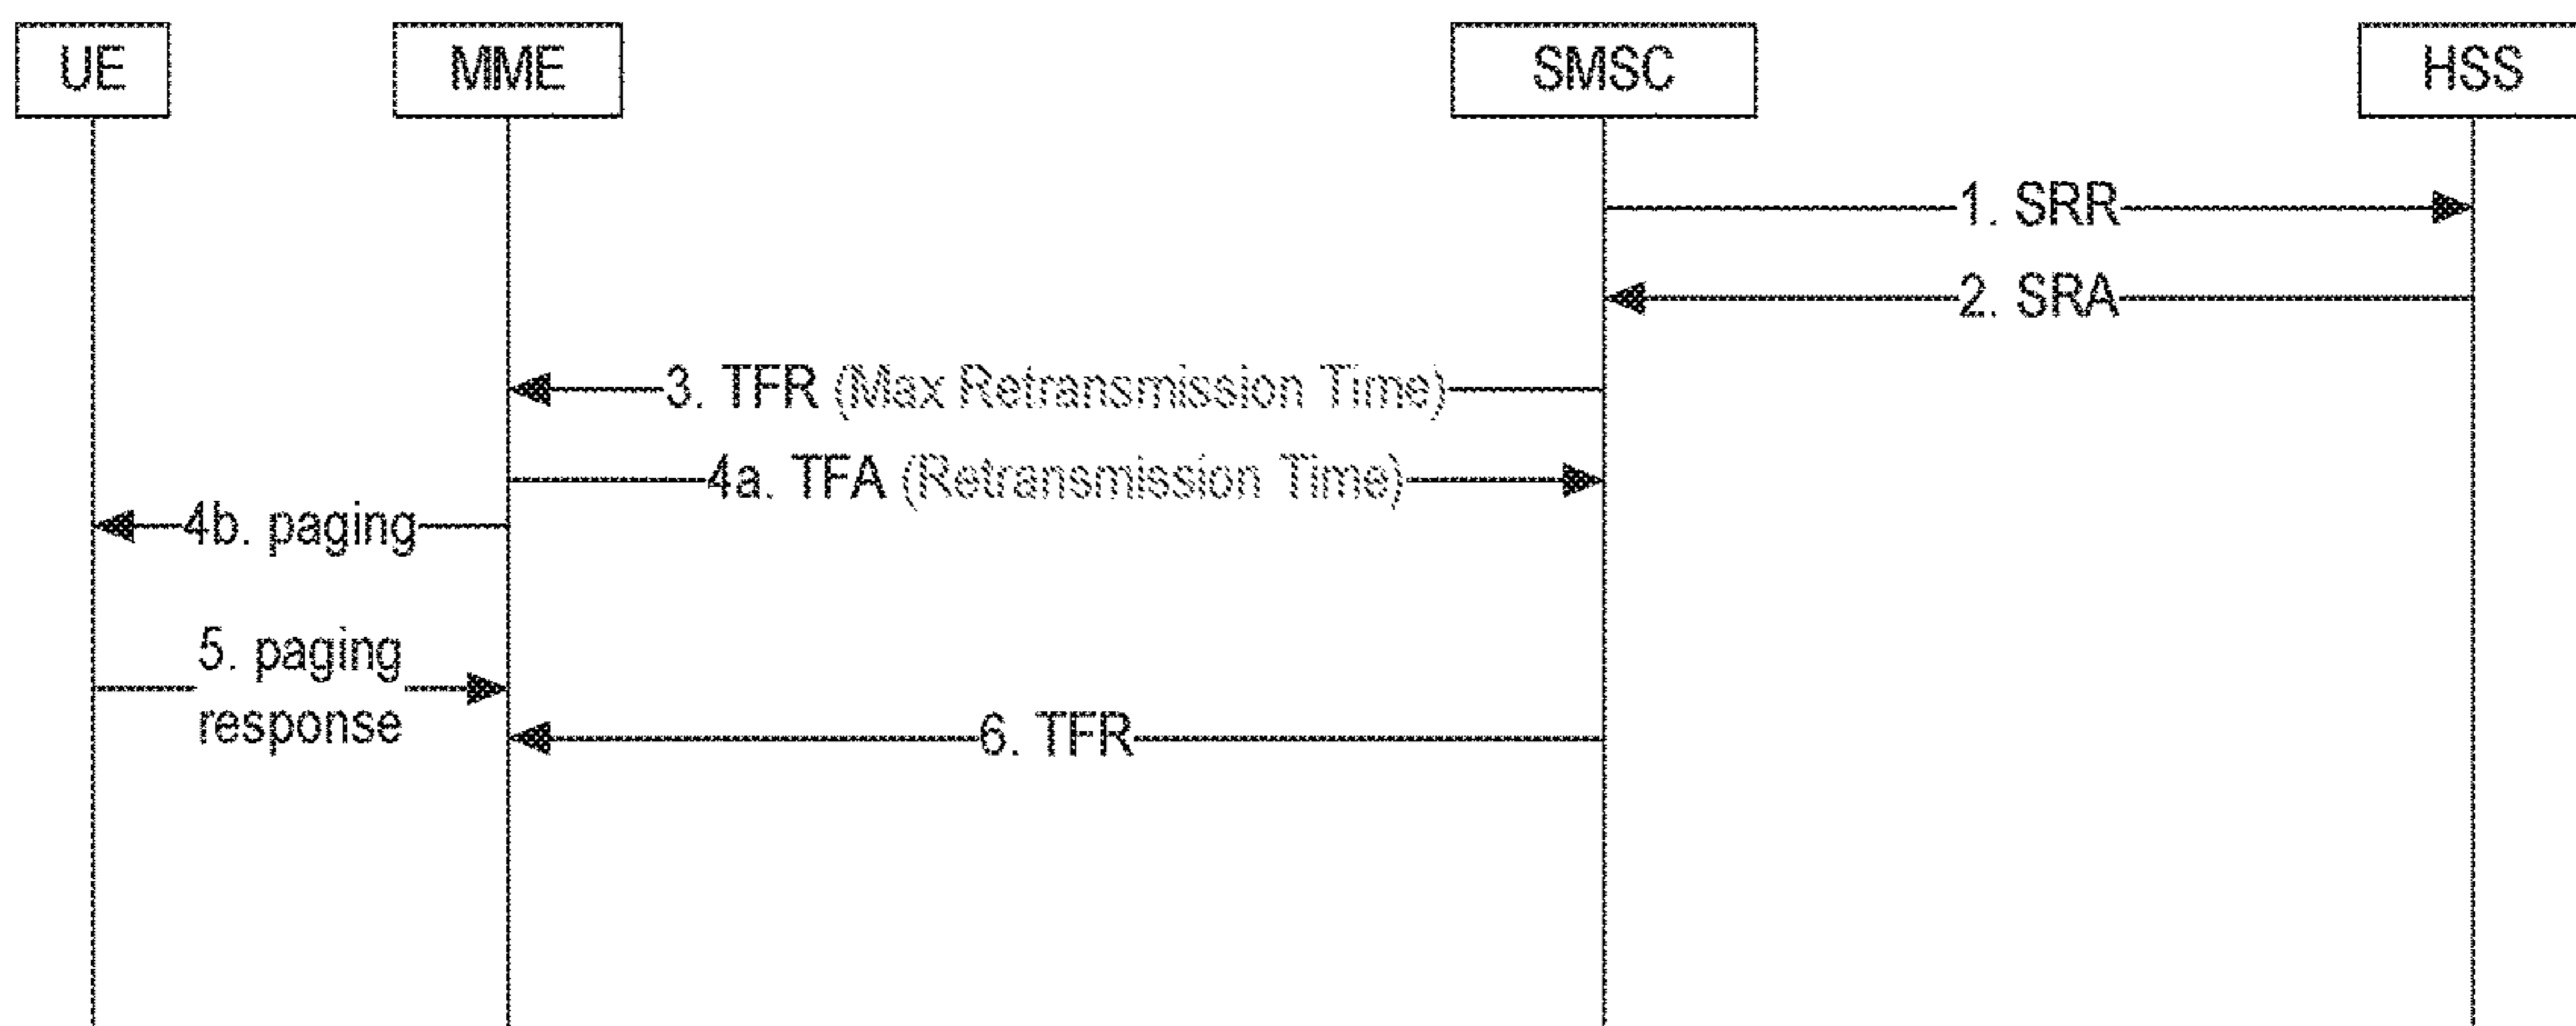 UE
MME
SMSC
HSS
1. SRR
2. SRA
3. TFR (Max Retransmission Time)
4a. TFA (Retransmission Time)
4b. paging
5. paging
response
6. TFR